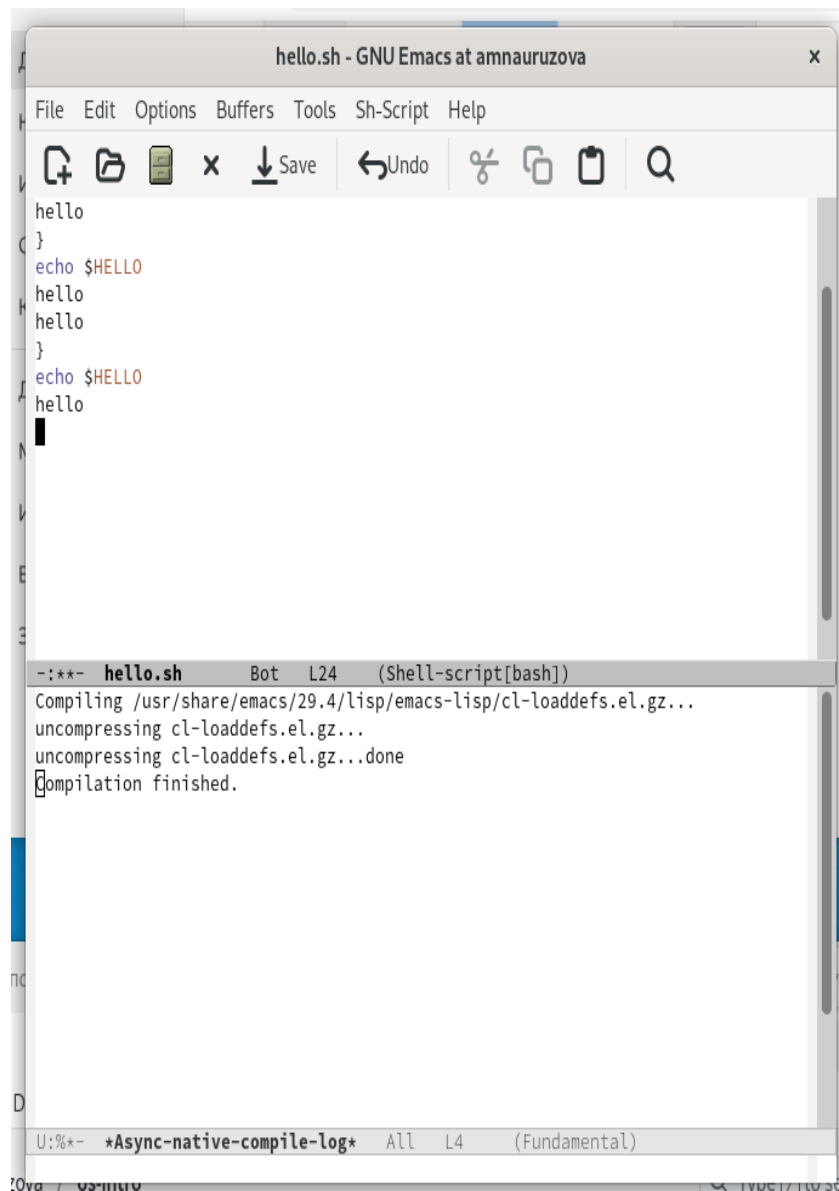 hello.sh - GNU Emacs at amnauruzova x
File Edit Options Buffers Tools Sh-Script Help
Save Undo
hello
}
echo $HELLO
hello
hello
}
echo $HELLO
hello
-:**- hello.sh Bot L24 (Shell-script[bash])
Compiling /usr/share/emacs/29.4/lisp/emacs-lisp/cl-loaddefs.el.gz...
uncompressing cl-loaddefs.el.gz...
uncompressing cl-loaddefs.el.gz...done
Compilation finished.
U:%*- *Async-native-compile-log* All L4 (Fundamental)